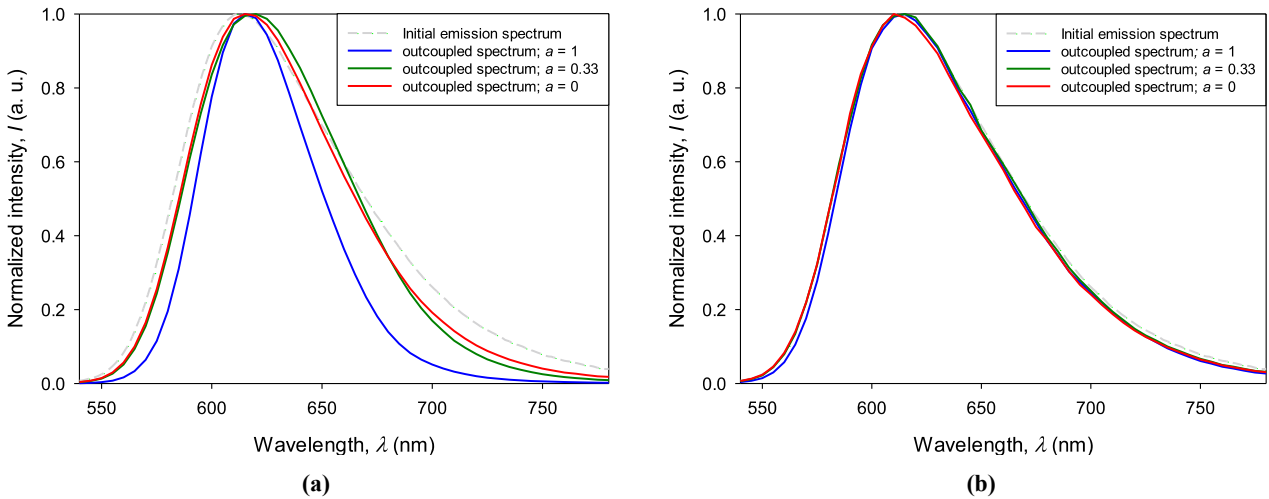 Normalized intensity, I (a. u.)
1.0
0.8
0.6
0.4
0.2
0.0
Initial emission spectrum
outcoupled spectrum; a = 1
outcoupled spectrum; a = 0.33
outcoupled spectrum; a = 0
550
600
650
700
750
Wavelength, λ (nm)
(a)
Normalized intensity, I (a. u.)
1.0
0.8
0.6
0.4
0.2
0.0
Initial emission spectrum
outcoupled spectrum; a = 1
outcoupled spectrum; a = 0.33
outcoupled spectrum; a = 0
550
600
650
700
750
Wavelength, λ (nm)
(b)